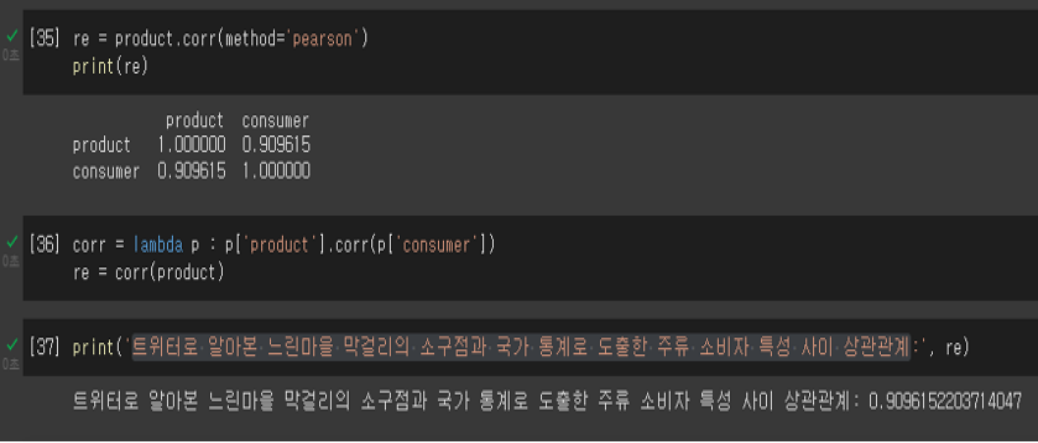 [35] re = product.corr(method='pearson')
print(re)
0초
product consumer
product 1.000000 0.909615
consumer 0.909615 1.000000
[36] corr = lambda p : p['product'].corr(p['consumer'])
0초
re = corr(product)
[37] print('트위터로 알아본 느린마을 막걸리의 소구점과 국가 통계로 도출한 주류 소비자 특성 사이 상관관계:', re)
0초
트위터로 알아본 느린마을 막걸리의 소구점과 국가 통계로 도출한 주류 소비자 특성 사이 상관관계: 0.9096152203714047